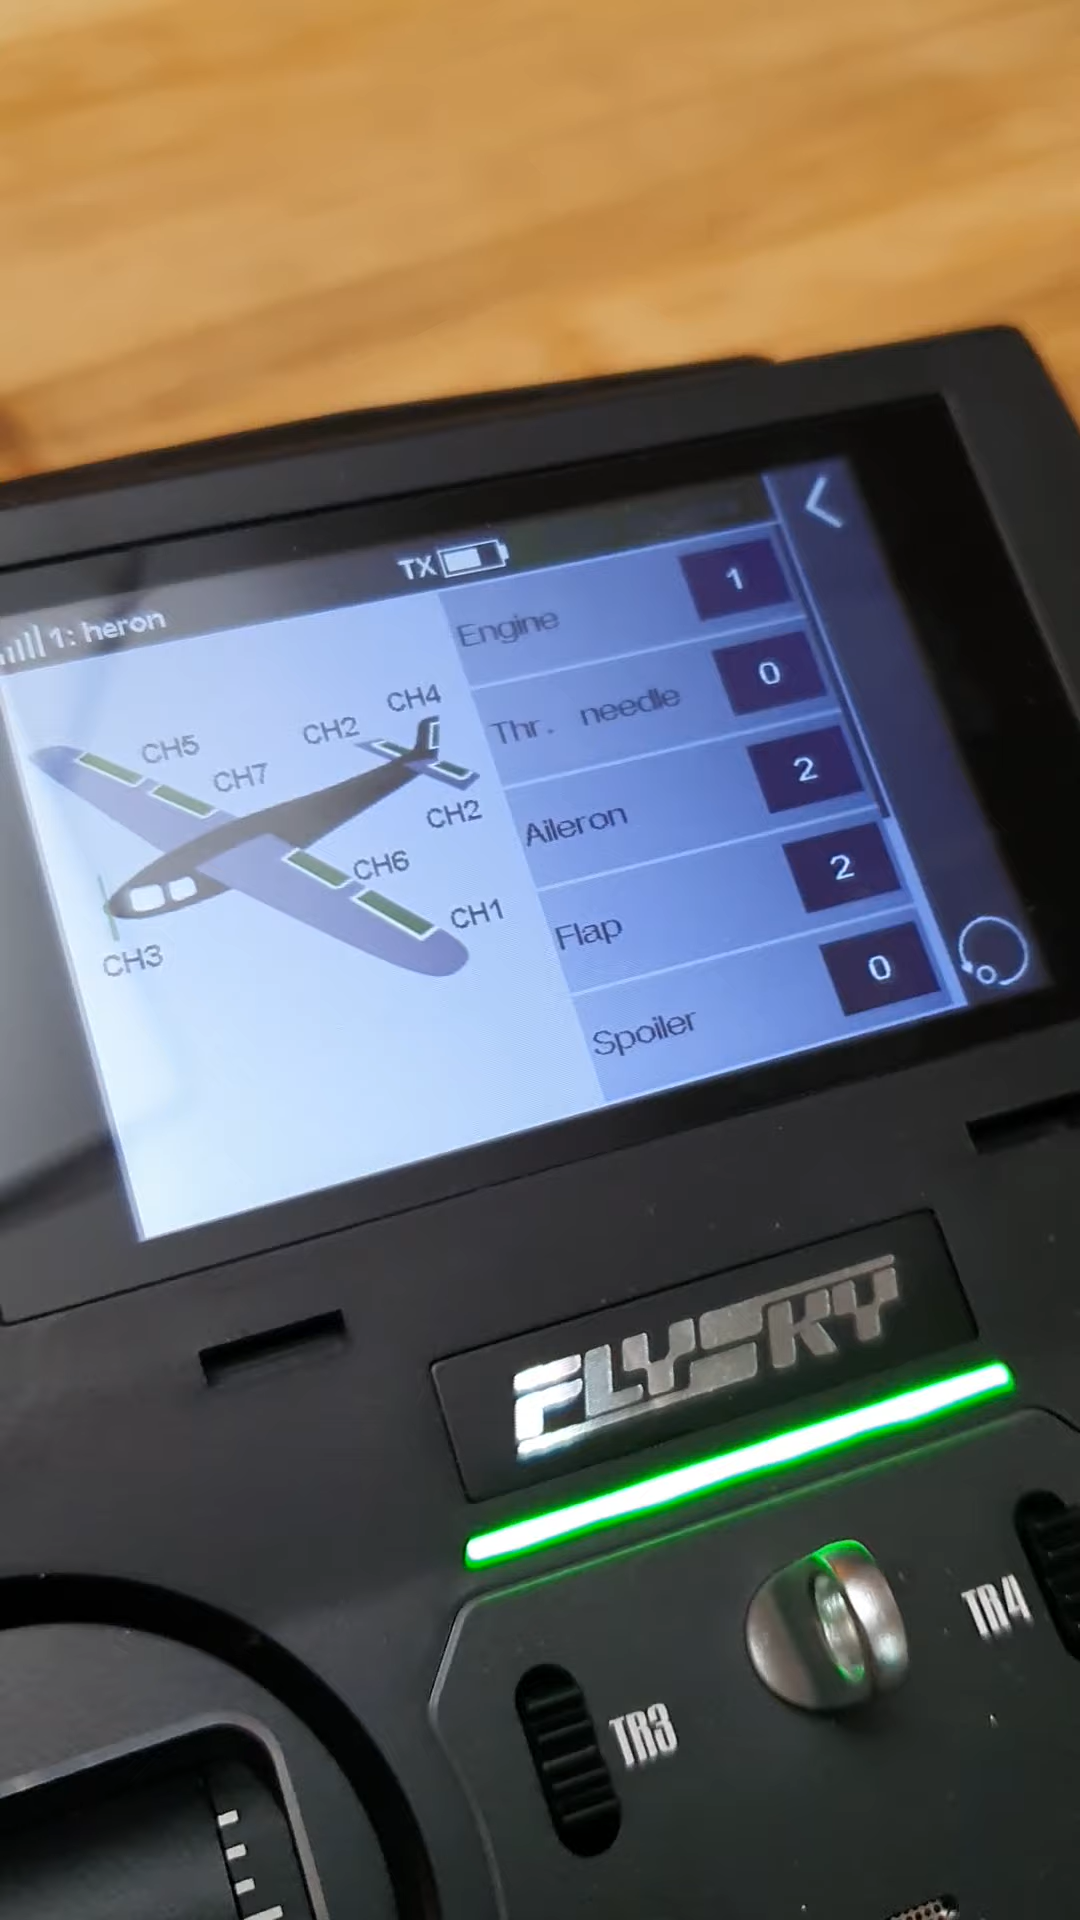 TX
1: heron
Engine 1
Thr. needle 0
Aileron 2
Flap 2
Spoiler 0
CH4
CH2
CH5
CH7
CH2
CH6
CH1
CH3
FLYSKY
TR3
TR4